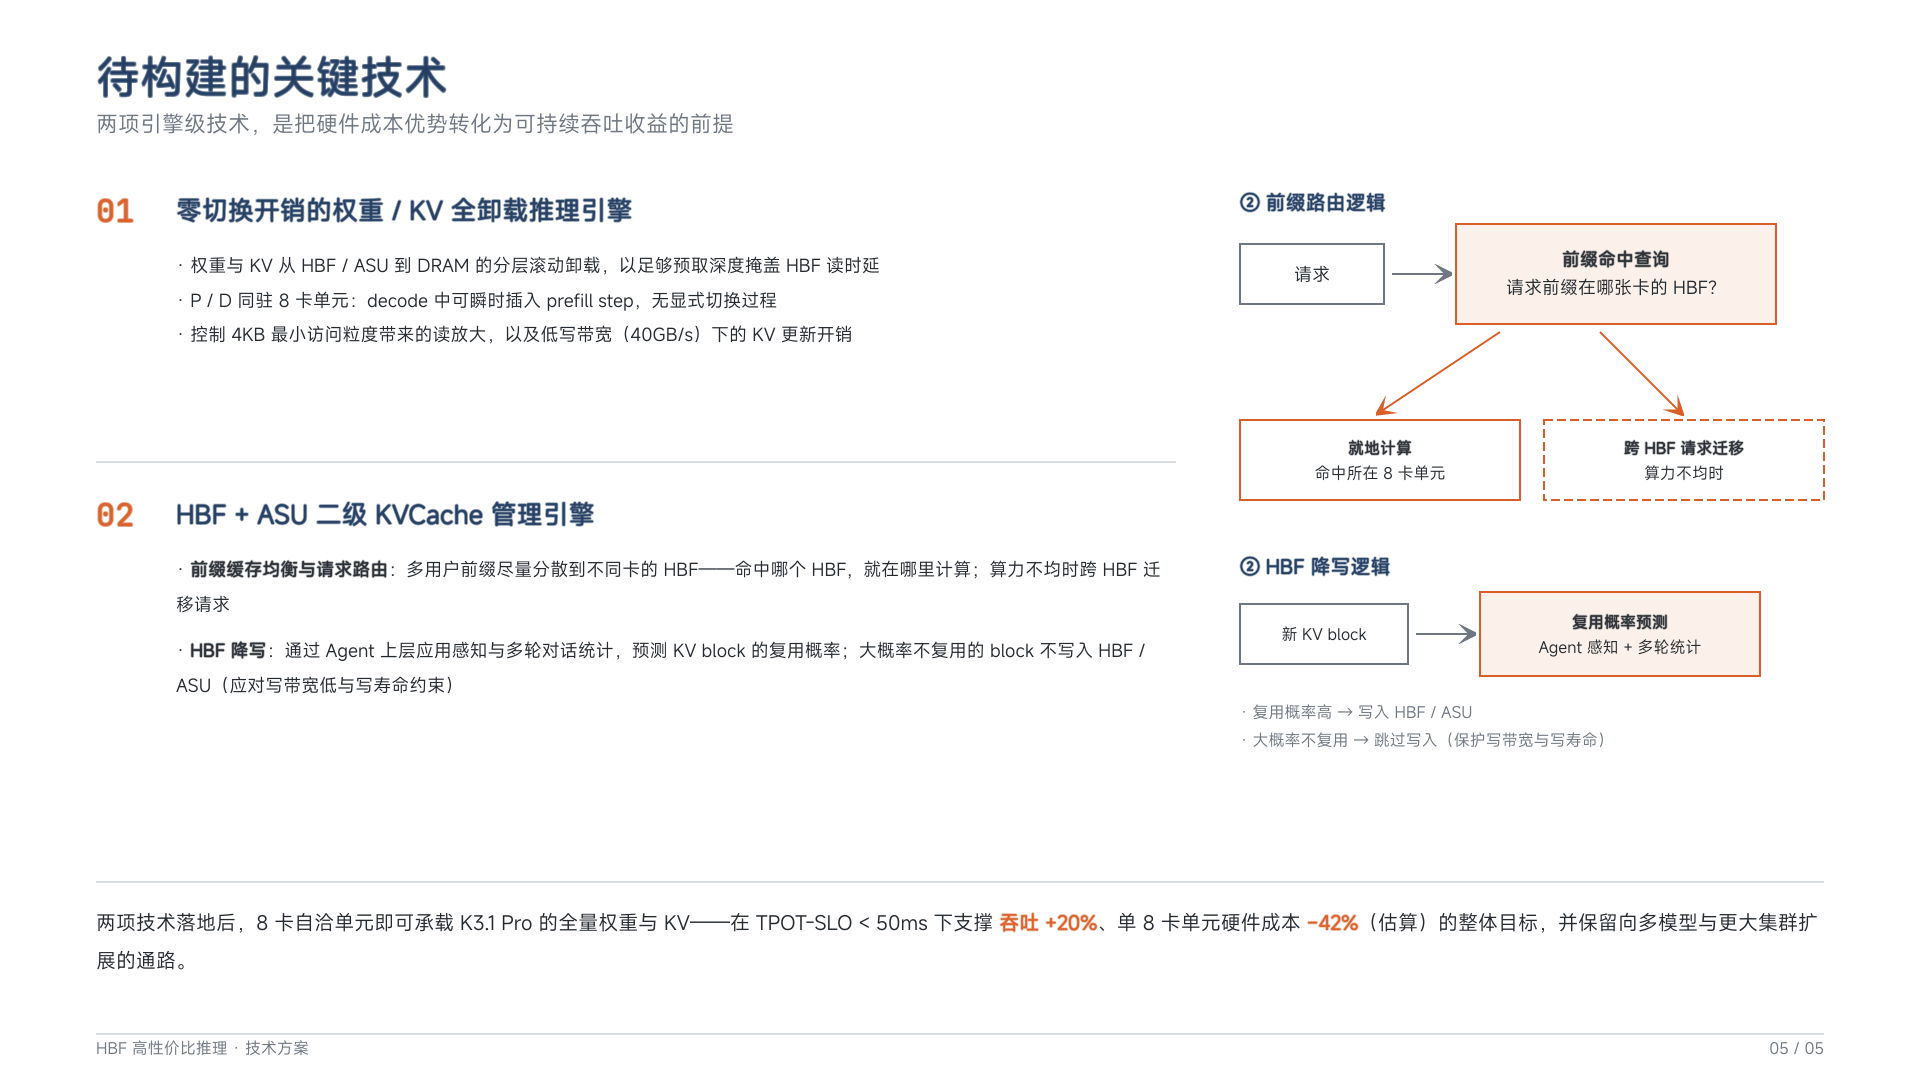 待构建的关键技术
两项引擎级技术，是把硬件成本优势转化为可持续吞吐收益的前提
01 零切换开销的权重 / KV 全卸载推理引擎
· 权重与 KV 从 HBF / ASU 到 DRAM 的分层滚动卸载，以足够预取深度掩盖 HBF 读时延
· P / D 同驻 8 卡单元：decode 中可瞬时插入 prefill step，无显式切换过程
· 控制 4KB 最小访问粒度带来的读放大，以及低写带宽（40GB/s）下的 KV 更新开销
02 HBF + ASU 二级 KVCache 管理引擎
· 前缀缓存均衡与请求路由：多用户前缀尽量分散到不同卡的 HBF——命中哪个 HBF，就在哪里计算；算力不均时跨 HBF 迁
移请求
· HBF 降写：通过 Agent 上层应用感知与多轮对话统计，预测 KV block 的复用概率；大概率不复用的 block 不写入 HBF /
ASU（应对写带宽低与写寿命约束）
② 前缀路由逻辑
请求
前缀命中查询
请求前缀在哪张卡的 HBF？
就地计算
命中所在 8 卡单元
跨 HBF 请求迁移
算力不均时
② HBF 降写逻辑
新 KV block
复用概率预测
Agent 感知 + 多轮统计
· 复用概率高 → 写入 HBF / ASU
· 大概率不复用 → 跳过写入（保护写带宽与写寿命）
两项技术落地后，8 卡自洽单元即可承载 K3.1 Pro 的全量权重与 KV——在 TPOT-SLO < 50ms 下支撑 吞吐 +20%、单 8 卡单元硬件成本 −42%（估算）的整体目标，并保留向多模型与更大集群扩
展的通路。
HBF 高性价比推理 · 技术方案
05 / 05